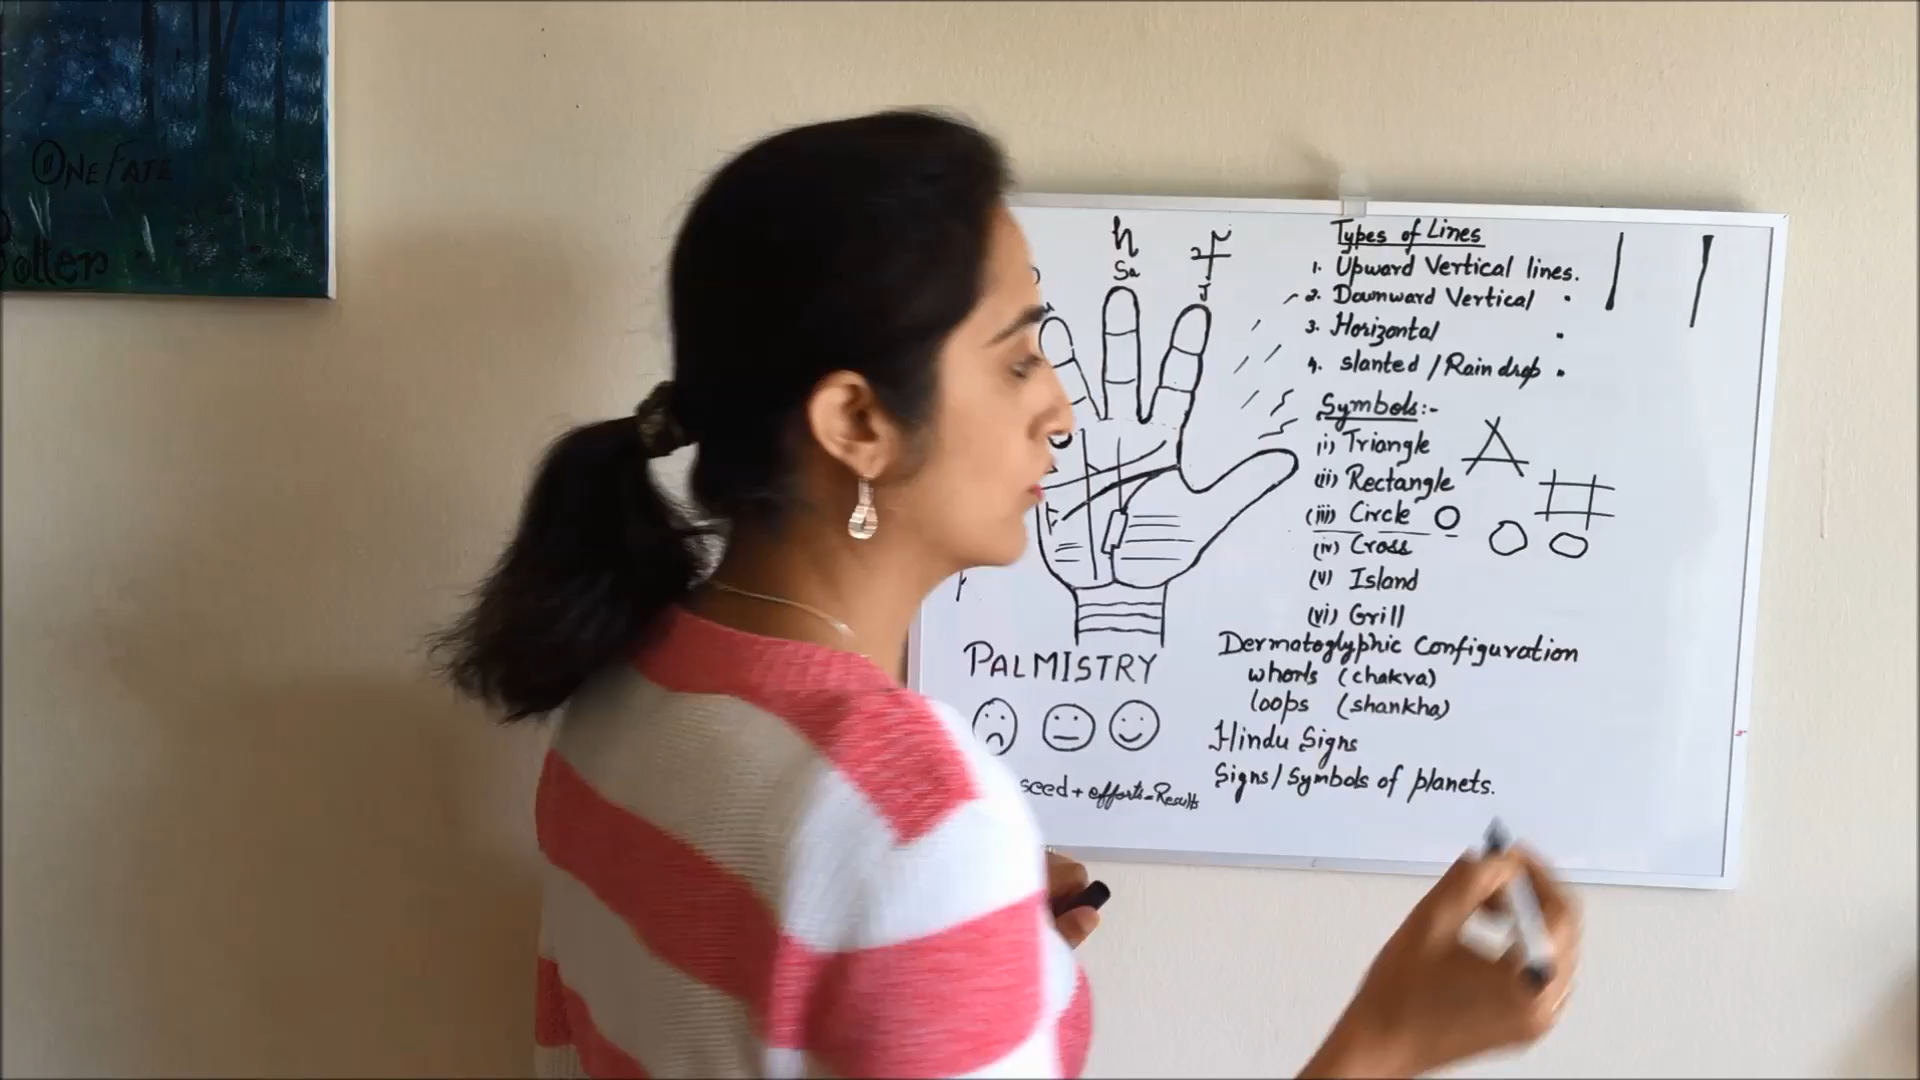 ONE FATE
Potter
Sa
J
Types of Lines
1. Upward Vertical lines.
2. Downward Vertical "
3. Horizontal "
4. Slanted / Rain drop "
Symbols:-
(i) Triangle
(ii) Rectangle
(iii) Circle
(iv) Cross
(v) Island
(vi) Grill
Dermatoglyphic Configuration
whorls (chakra)
loops (shankha)
Hindu Signs
Signs/Symbols of planets.
PALMISTRY
seed + efforts = Results